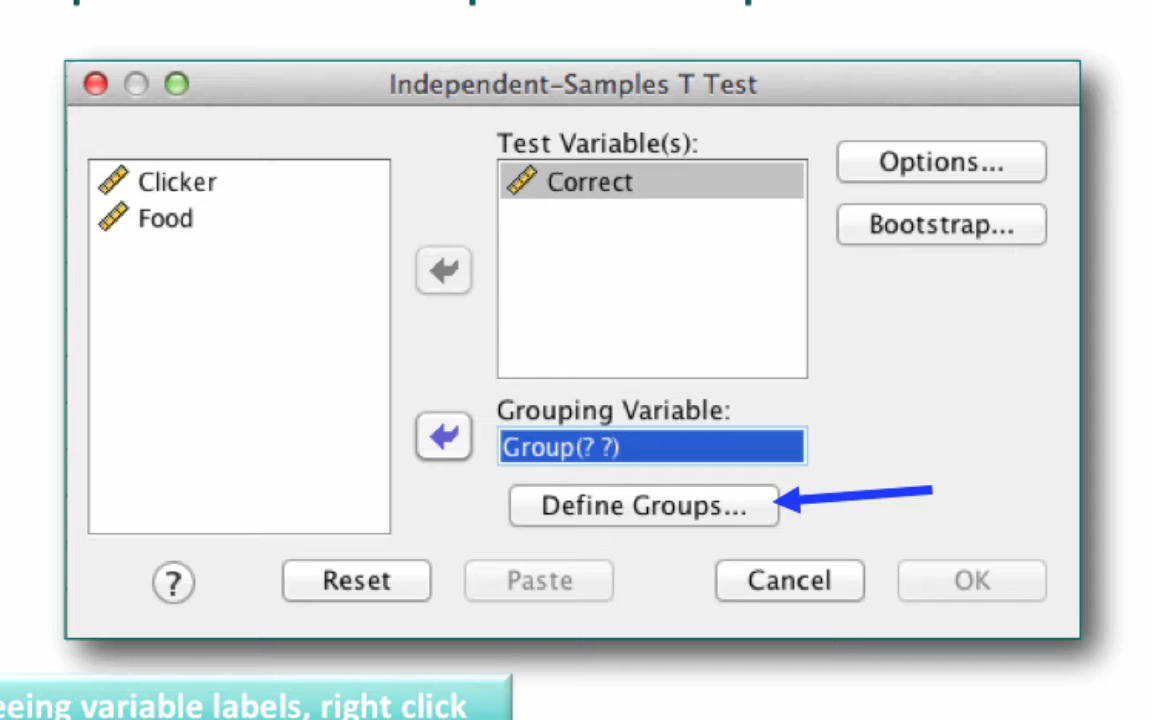 Independent-Samples T Test
Test Variable(s):
Clicker
Food
Correct
Options...
Bootstrap...
Grouping Variable:
Group(? ?)
Define Groups...
?
Reset
Paste
Cancel
OK
variable labels, right click